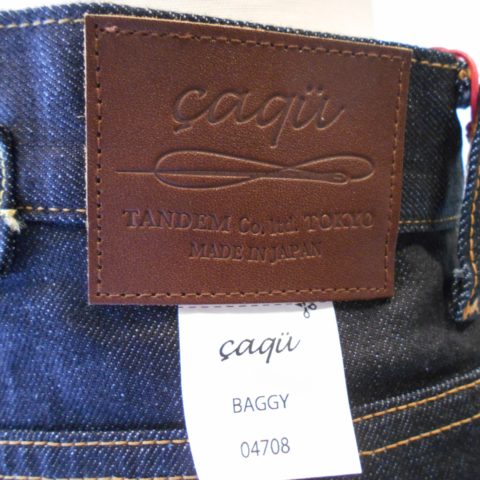 çaqü
TANDEM Co. ltd. TOKYO
MADE IN JAPAN
çaqü
BAGGY
04708